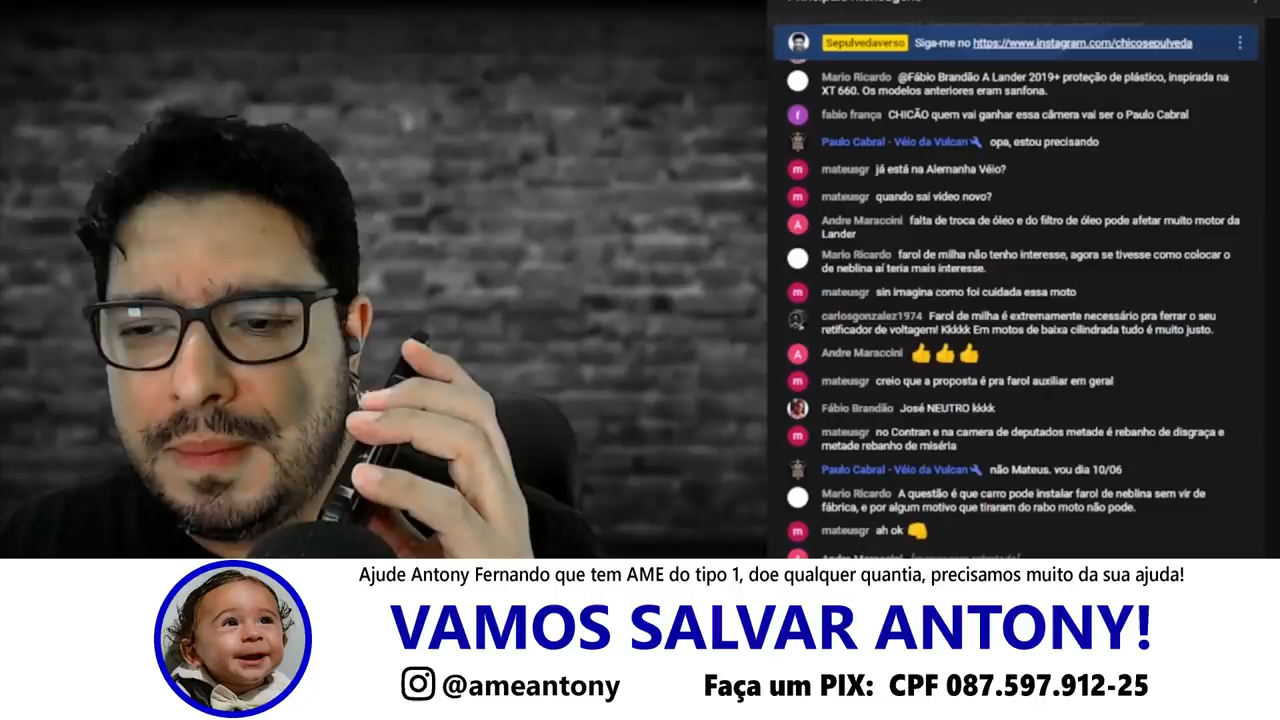 Sepulvedaverso Siga-me no https://www.instagram.com/chicosepulveda
Mario Ricardo @Fábio Brandão A Lander 2019+ proteção de plástico, inspirada na
XT 660. Os modelos anteriores eram sanfona.
f fabio frança CHICÃO quem vai ganhar essa câmera vai ser o Paulo Cabral
Paulo Cabral - Véio da Vulcan opa, estou precisando
m mateusgr já está na Alemanha Véio?
m mateusgr quando sai video novo?
A Andre Maraccini falta de troca de óleo e do filtro de óleo pode afetar muito motor da
Lander
Mario Ricardo farol de milha não tenho interesse, agora se tivesse como colocar o
de neblina aí teria mais interesse.
m mateusgr sin imagina como foi cuidada essa moto
carlosgonzalez1974 Farol de milha é extremamente necessário pra ferrar o seu
retificador de voltagem! Kkkkk Em motos de baixa cilindrada tudo é muito justo.
A Andre Maraccini 👍👍👍
m mateusgr creio que a proposta é pra farol auxiliar em geral
Fábio Brandão José NEUTRO kkkk
m mateusgr no Contran e na camera de deputados metade é rebanho de disgraça e
metade rebanho de miséria
Paulo Cabral - Véio da Vulcan não Mateus. vou dia 10/06
Mario Ricardo A questão é que carro pode instalar farol de neblina sem vir de
fábrica, e por algum motivo que tiraram do rabo moto não pode.
m mateusgr ah ok
Ajude Antony Fernando que tem AME do tipo 1, doe qualquer quantia, precisamos muito da sua ajuda!
VAMOS SALVAR ANTONY!
@ameantony Faça um PIX: CPF 087.597.912-25